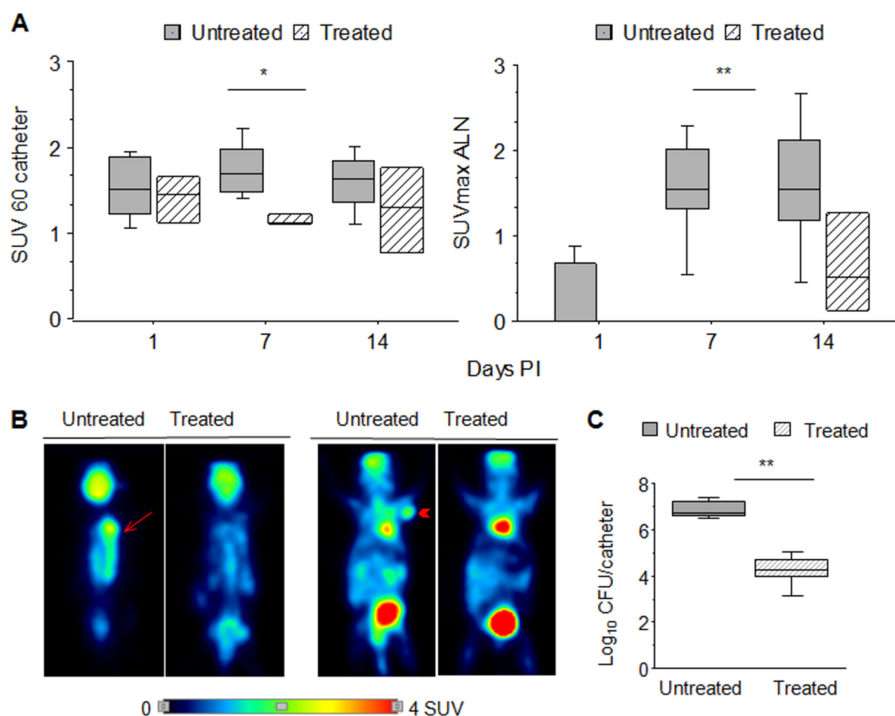 A
Untreated Treated
*
SUV 60 catheter
3
2
1
0
1 7 14
Untreated Treated
**
SUVmax ALN
3
2
1
0
1 7 14
Days PI
B
Untreated Treated
Untreated Treated
0 4 SUV
C
Untreated Treated
**
Log₁₀ CFU/catheter
8
6
4
2
0
Untreated Treated